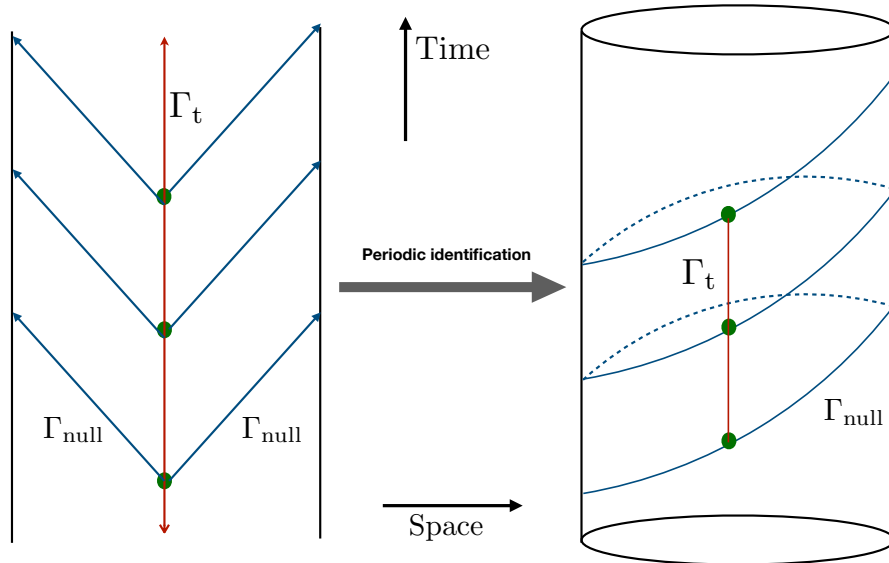 Time
Γt
Periodic identification
Γt
Γnull
Γnull
Γnull
Space